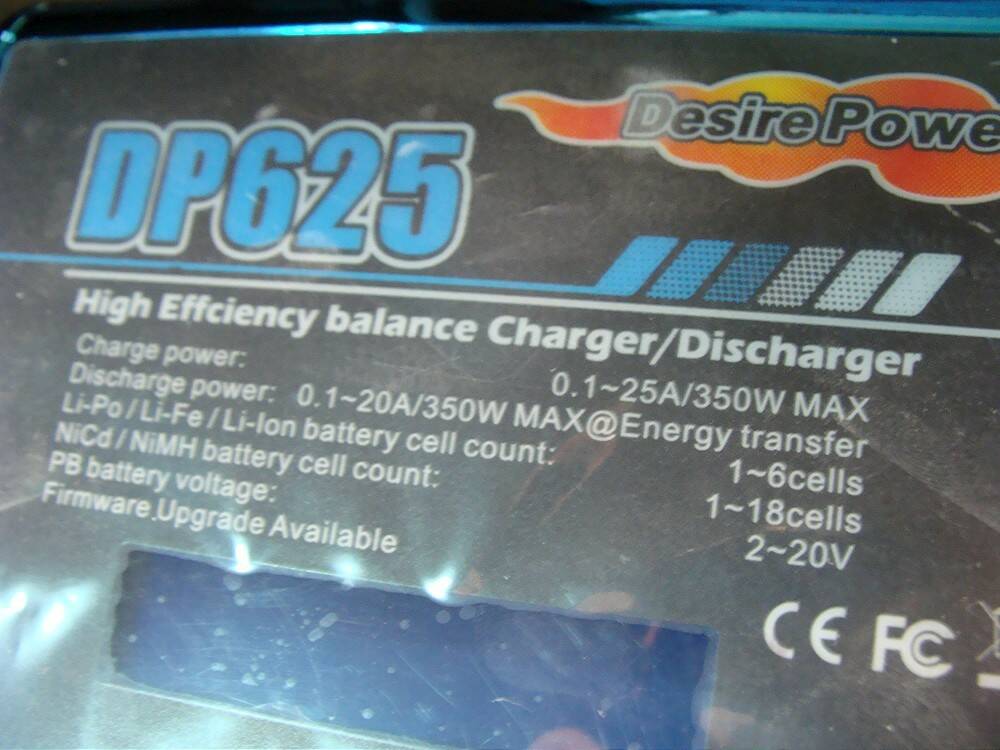 Desire Powe
DP625
High Effciency balance Charger/Discharger
Charge power: 0.1~25A/350W MAX
Discharge power: 0.1~20A/350W MAX@Energy transfer
Li-Po/Li-Fe/Li-Ion battery cell count: 1~6cells
NiCd/NiMH battery cell count: 1~18cells
PB battery voltage: 2~20V
Firmware.Upgrade Available
CE FC